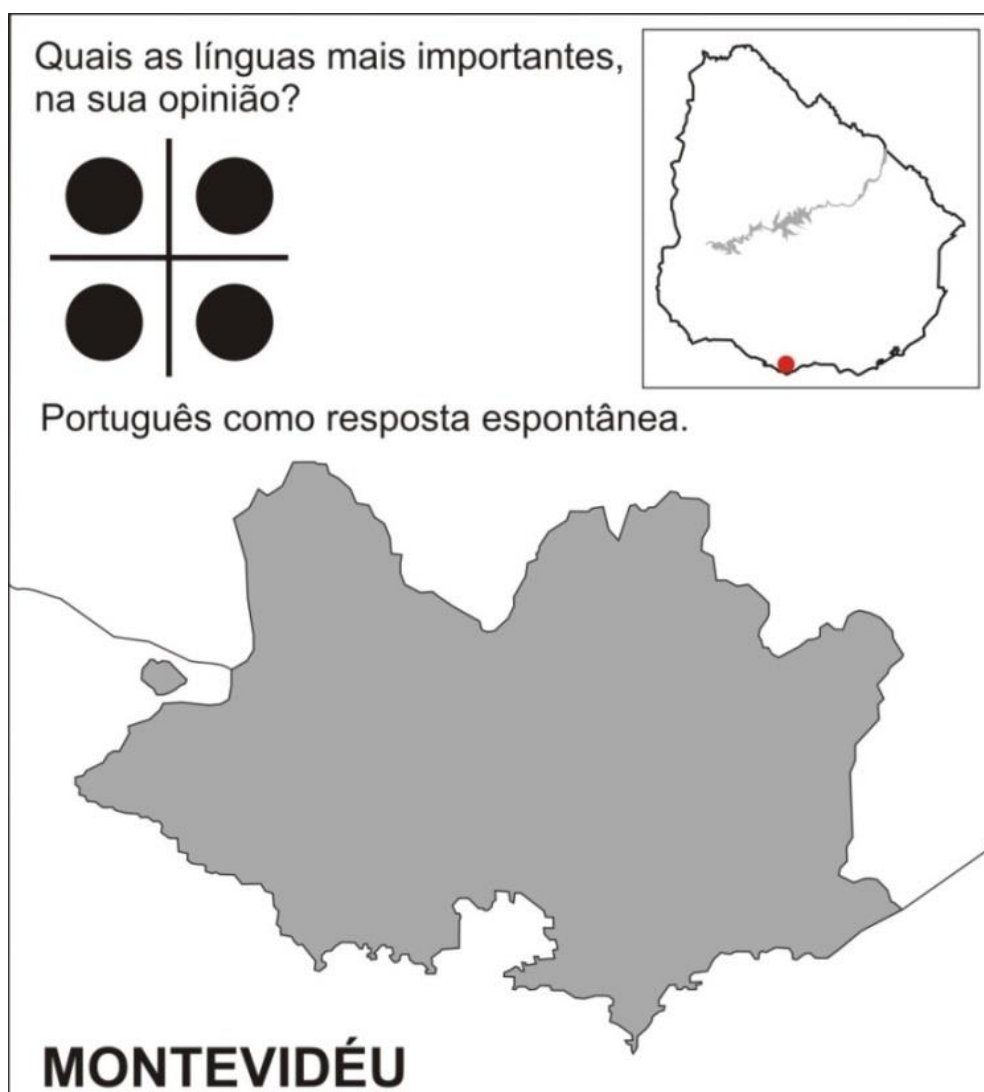 Quais as línguas mais importantes,
na sua opinião?
Português como resposta espontânea.
MONTEVIDÉU